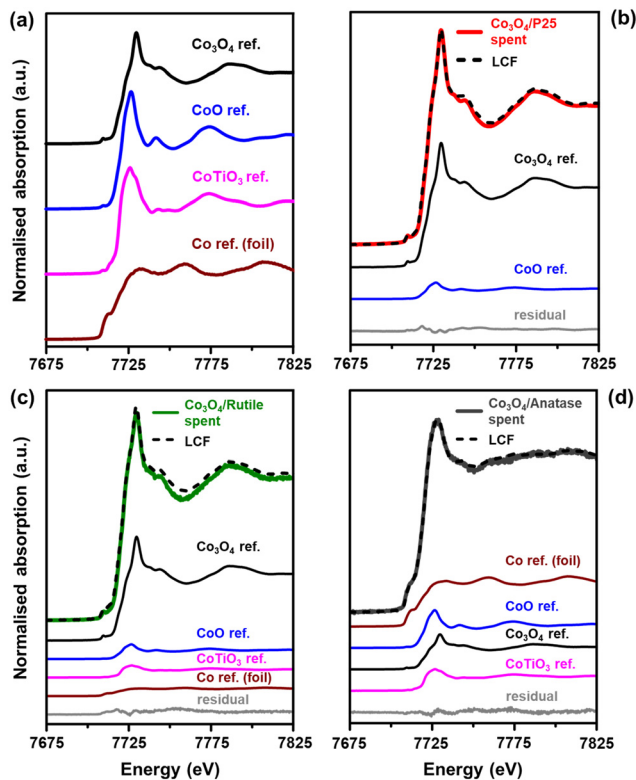 (a)
Co₃O₄ ref.
CoO ref.
CoTiO₃ ref.
Co ref. (foil)
Normalised absorption (a.u.)
7675 7725 7775 7825
(b)
Co₃O₄/P25
spent
LCF
Co₃O₄ ref.
CoO ref.
residual
7675 7725 7775 7825
(c)
Co₃O₄/Rutile
spent
LCF
Co₃O₄ ref.
CoO ref.
CoTiO₃ ref.
Co ref. (foil)
residual
Normalised absorption (a.u.)
7675 7725 7775 7825
Energy (eV)
(d)
Co₃O₄/Anatase
spent
LCF
Co ref. (foil)
CoO ref.
Co₃O₄ ref.
CoTiO₃ ref.
residual
7675 7725 7775 7825
Energy (eV)